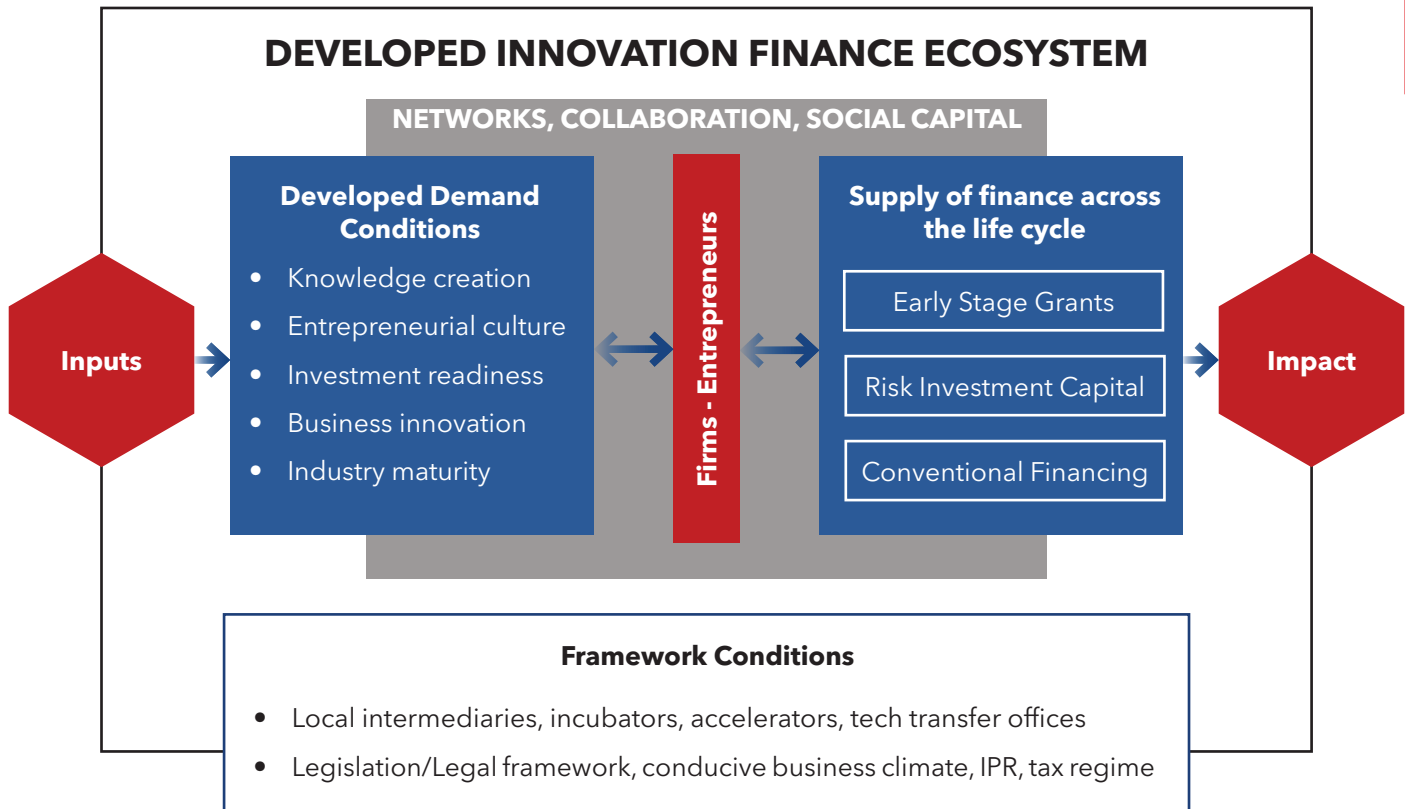 DEVELOPED INNOVATION FINANCE ECOSYSTEM
NETWORKS, COLLABORATION, SOCIAL CAPITAL
Inputs
Developed Demand
Conditions
• Knowledge creation
• Entrepreneurial culture
• Investment readiness
• Business innovation
• Industry maturity
Firms - Entrepreneurs
Supply of finance across
the life cycle
Early Stage Grants
Risk Investment Capital
Conventional Financing
Impact
Framework Conditions
• Local intermediaries, incubators, accelerators, tech transfer offices
• Legislation/Legal framework, conducive business climate, IPR, tax regime